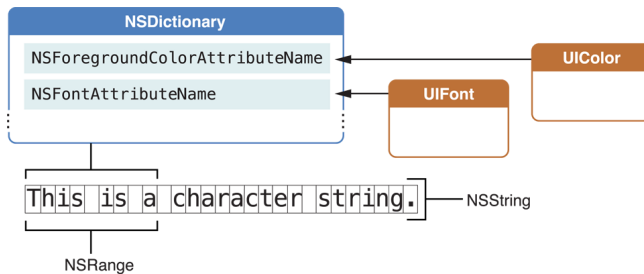 NSDictionary
NSForegroundColorAttributeName
UIColor
NSFontAttributeName
UIFont
This is a character string.
NSString
NSRange